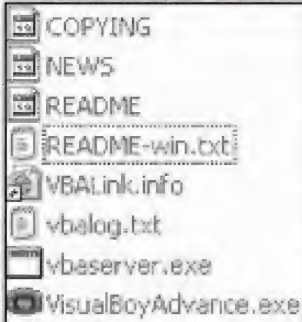 COPYING
NEWS
README
README-win.txt
VBALink.info
vbalog.txt
vbaserver.exe
VisualBoyAdvance.exe